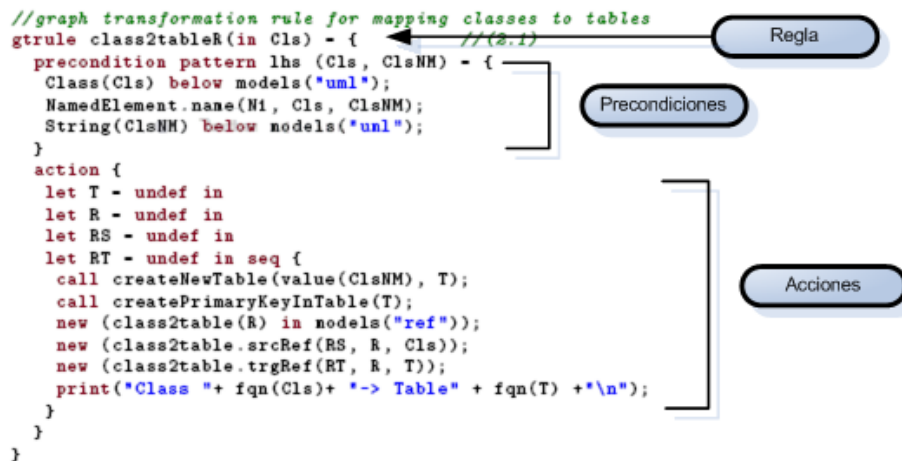 //graph transformation rule for mapping classes to tables
gtrule class2tableR(in Cls) = { //(2.1)
Regla
precondition pattern lhs (Cls, ClsNM) = {
Class(Cls) below models("uml");
NamedElement.name(N1, Cls, ClsNM);
String(ClsNM) below models("uml");
}
Precondiciones
action {
let T = undef in
let R = undef in
let RS = undef in
let RT = undef in seq {
call createNewTable(value(ClsNM), T);
call createPrimaryKeyInTable(T);
new (class2table(R) in models("ref"));
new (class2table.srcRef(RS, R, Cls));
new (class2table.trgRef(RT, R, T));
print("Class "+ fqn(Cls)+ "-> Table" + fqn(T) +"\n");
}
}
}
Acciones